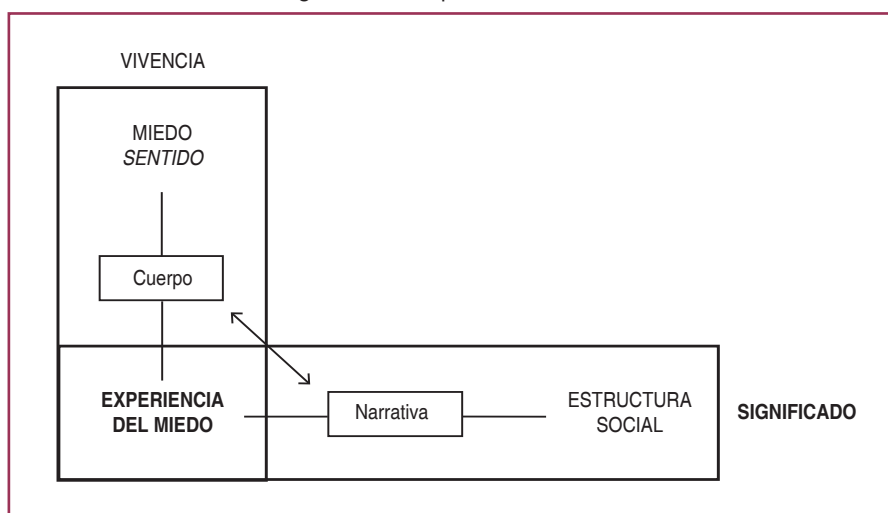 VIVENCIA
MIEDO
SENTIDO
Cuerpo
EXPERIENCIA
DEL MIEDO
Narrativa
ESTRUCTURA
SOCIAL
SIGNIFICADO